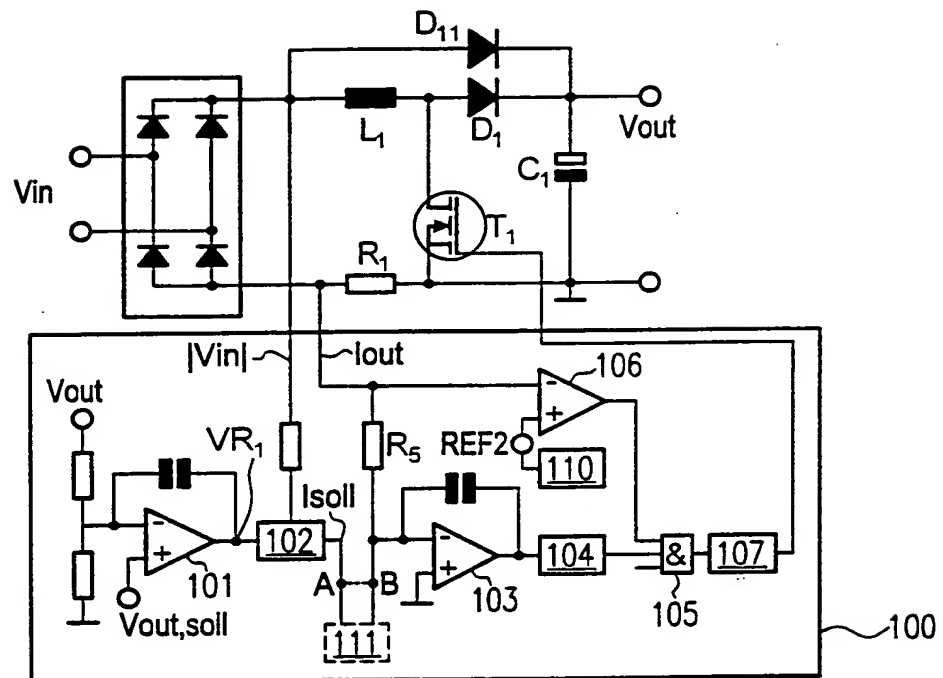 D11
L1
D1
Vout
C1
Vin
T1
R1
|Vin|
Iout
Vout
106
VR1
R5
REF2
110
Isoll
-
+
-
+
-
+
102
104
&
107
101
A
B
103
105
Vout,soll
111
100